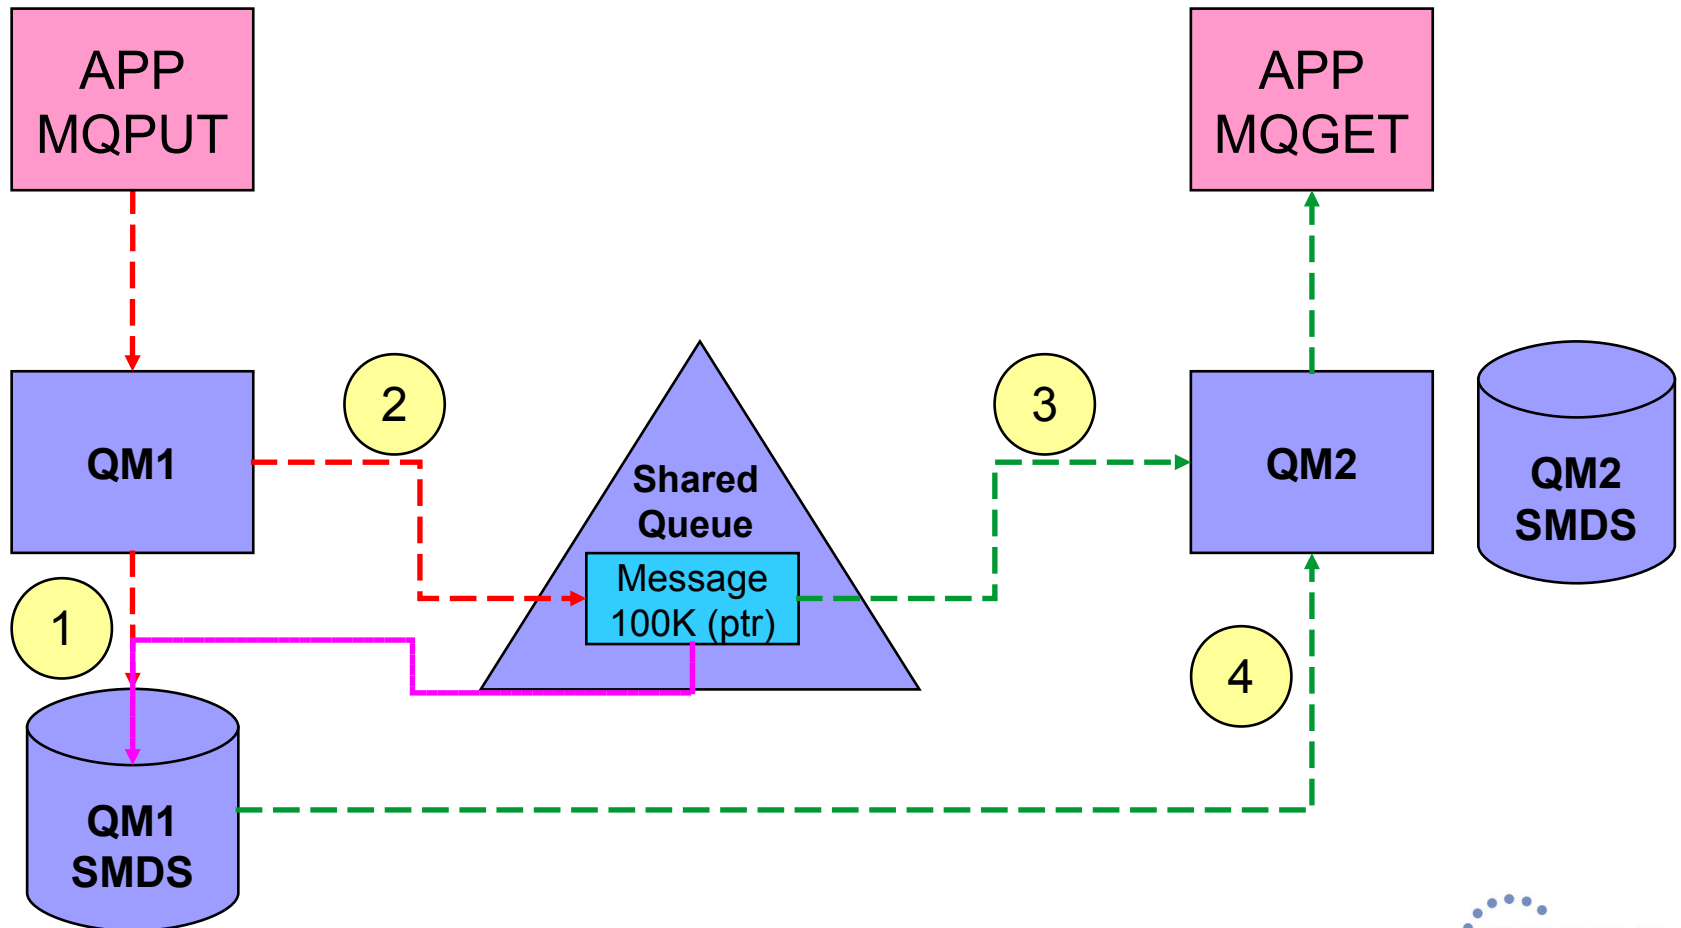 APP
MQPUT
APP
MQGET
2
3
QM1
Shared
Queue
QM2
QM2
SMDS
Message
100K (ptr)
1
4
QM1
SMDS